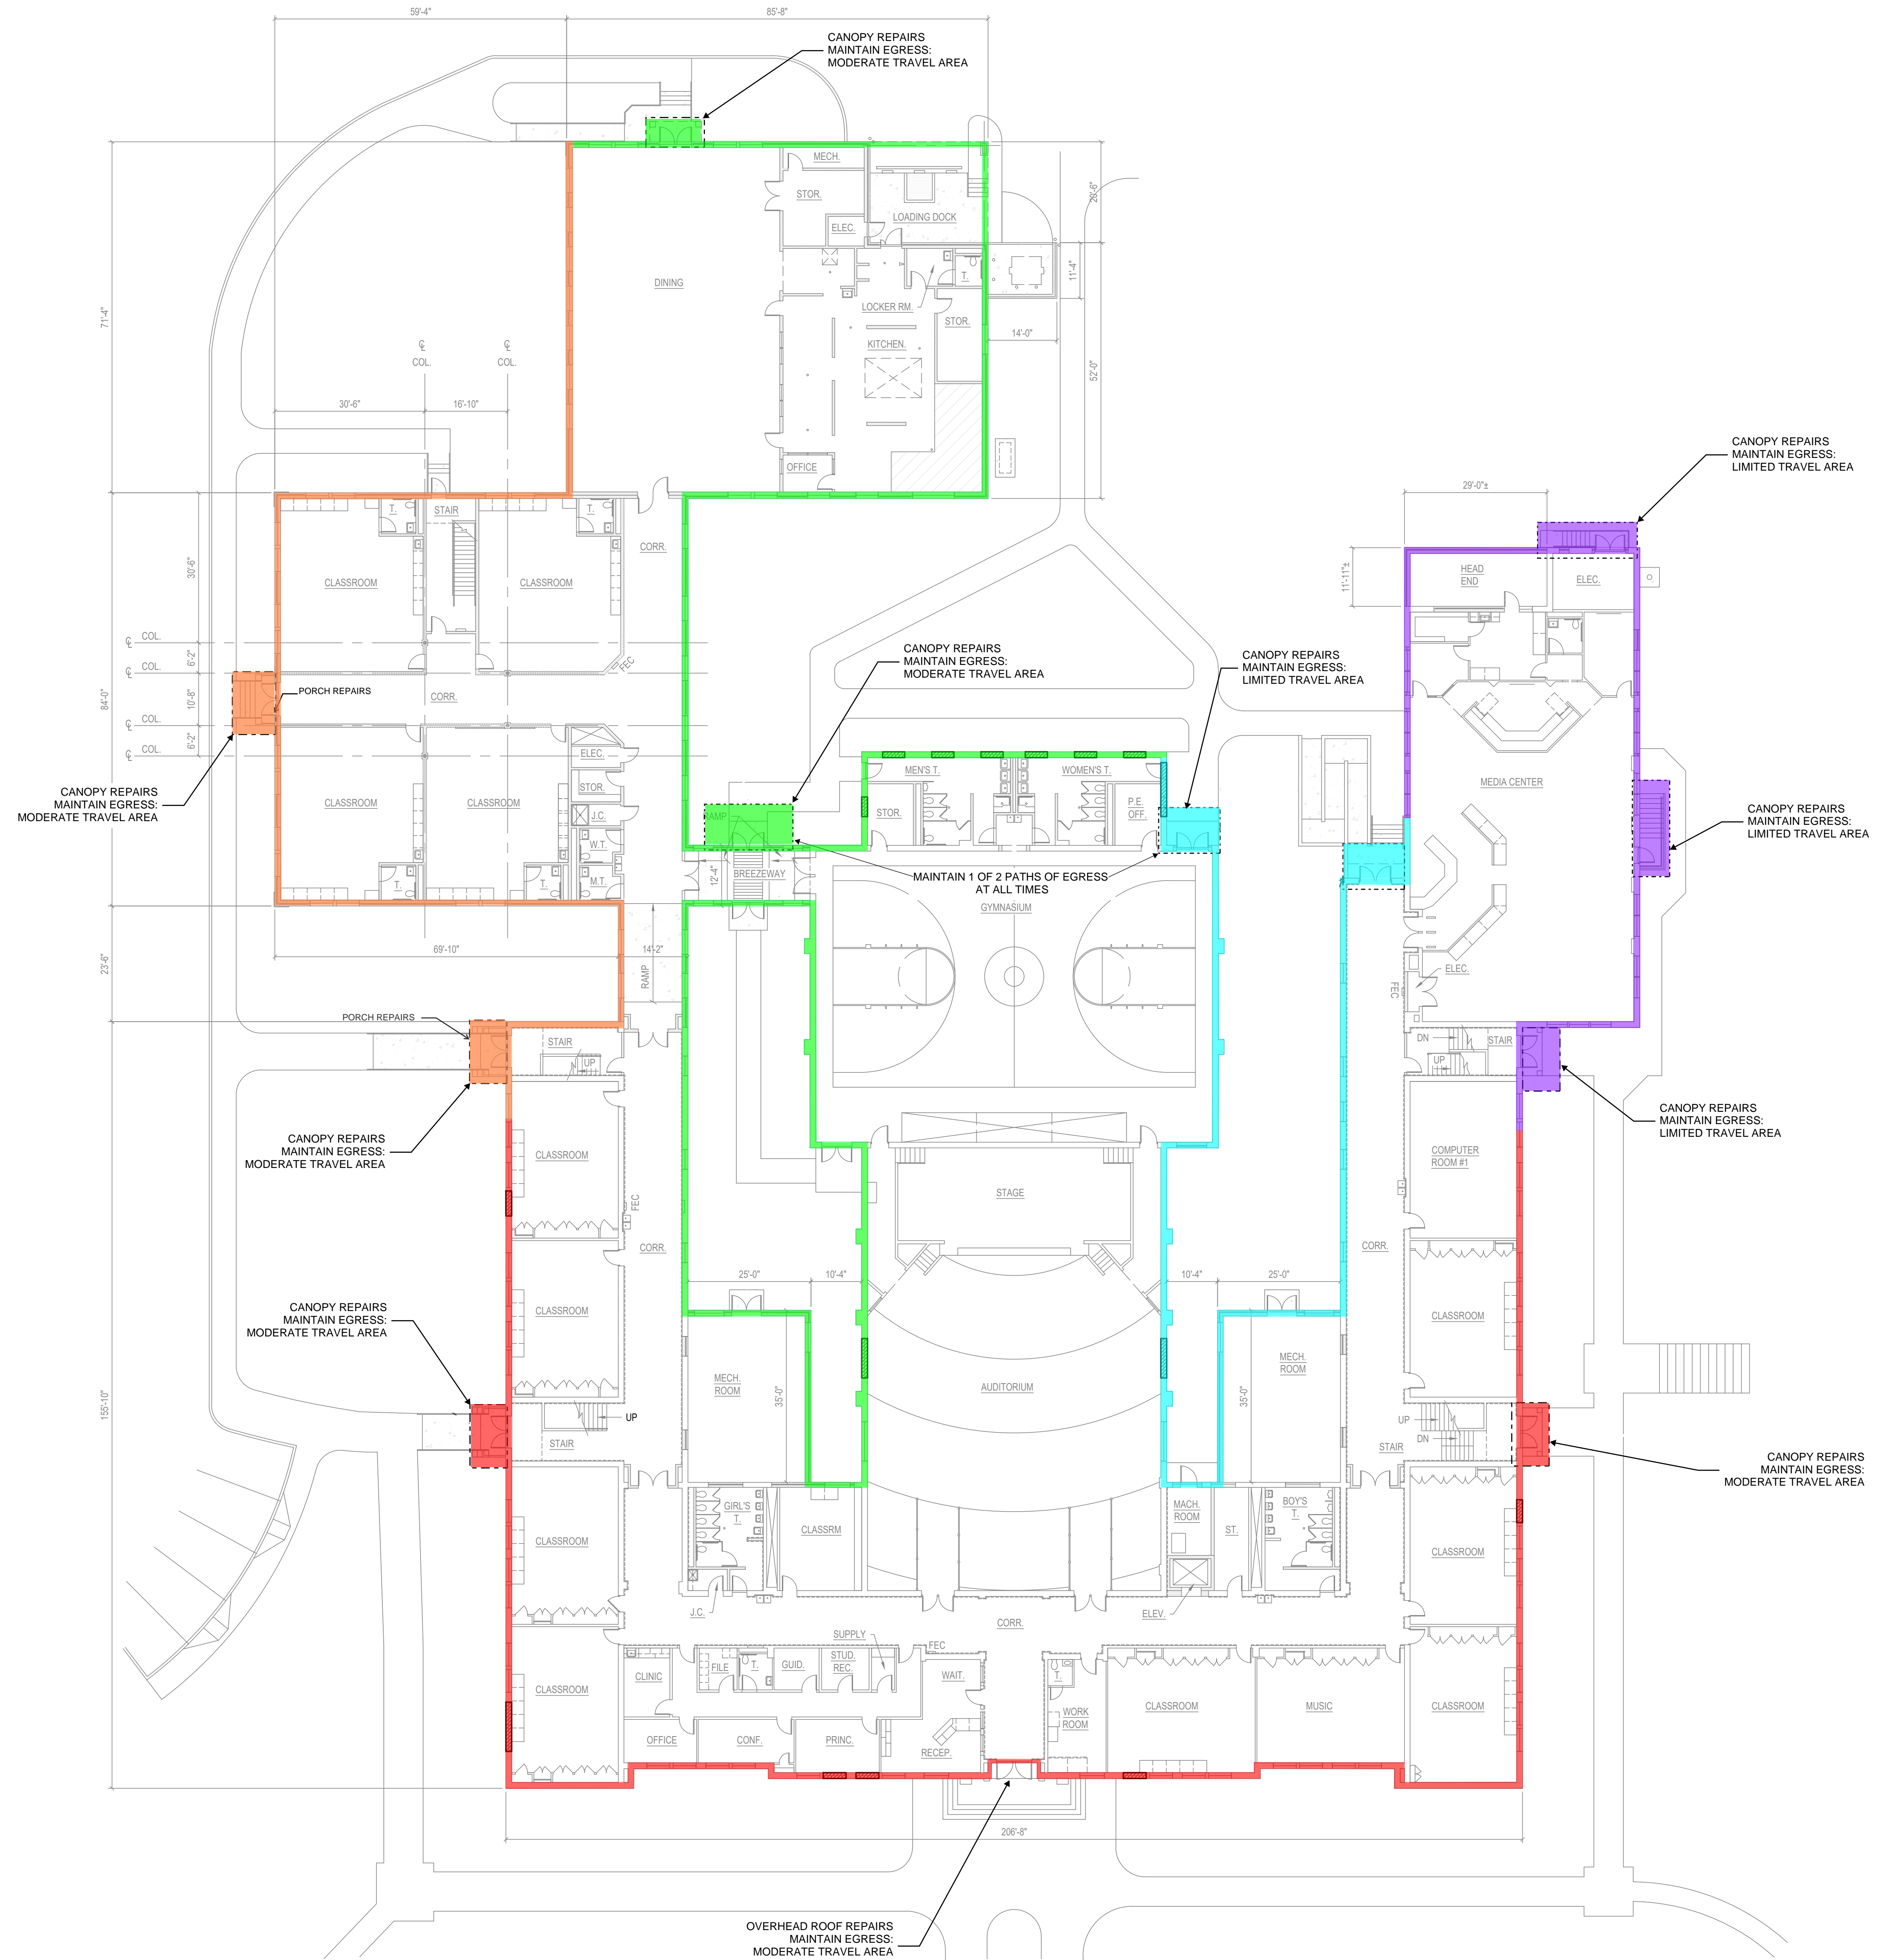 59'-4"
85'-8"
CANOPY REPAIRS
MAINTAIN EGRESS:
MODERATE TRAVEL AREA
MECH.
STOR.
ELEC.
LOADING DOCK
DINING
LOCKER RM.
T.
STOR.
KITCHEN.
OFFICE
11'-4"
14'-0"
52'-0"
71'-4"
℄
COL.
℄
COL.
30'-6"
16'-10"
CANOPY REPAIRS
MAINTAIN EGRESS:
LIMITED TRAVEL AREA
29'-0"±
11'-11"±
HEAD
END
ELEC.
T.
STAIR
T.
CORR.
CLASSROOM
CLASSROOM
30'-6"
℄ COL.
6'-2"
℄ COL.
FEC
10'-8"
84'-0"
PORCH REPAIRS
CORR.
℄ COL.
6'-2"
℄ COL.
ELEC.
STOR.
J.C.
W.T.
M.T.
CLASSROOM
CLASSROOM
T.
T.
CANOPY REPAIRS
MAINTAIN EGRESS:
MODERATE TRAVEL AREA
CANOPY REPAIRS
MAINTAIN EGRESS:
MODERATE TRAVEL AREA
CANOPY REPAIRS
MAINTAIN EGRESS:
LIMITED TRAVEL AREA
MEN'S T.
WOMEN'S T.
STOR.
P.E.
OFF.
RAMP
BREEZEWAY
12'-4"
MAINTAIN 1 OF 2 PATHS OF EGRESS
AT ALL TIMES
GYMNASIUM
MEDIA CENTER
CANOPY REPAIRS
MAINTAIN EGRESS:
LIMITED TRAVEL AREA
ELEC.
FEC
69'-10"
14'-2"
RAMP
23'-6"
PORCH REPAIRS
STAIR
UP
DN
STAIR
UP
CANOPY REPAIRS
MAINTAIN EGRESS:
LIMITED TRAVEL AREA
CANOPY REPAIRS
MAINTAIN EGRESS:
MODERATE TRAVEL AREA
CLASSROOM
FEC
CORR.
CLASSROOM
STAGE
COMPUTER
ROOM #1
CORR.
CLASSROOM
25'-0"
10'-4"
10'-4"
25'-0"
CANOPY REPAIRS
MAINTAIN EGRESS:
MODERATE TRAVEL AREA
MECH.
ROOM
35'-0"
AUDITORIUM
MECH.
ROOM
35'-0"
155'-10"
UP
STAIR
UP
DN
STAIR
CANOPY REPAIRS
MAINTAIN EGRESS:
MODERATE TRAVEL AREA
CLASSROOM
GIRL'S
T.
CLASSRM
MACH.
ROOM
ST.
BOY'S
T.
CLASSROOM
J.C.
ELEV.
CORR.
SUPPLY
FEC
CLINIC
FILE
T.
GUID.
STUD.
REC.
WAIT.
T.
WORK
ROOM
CLASSROOM
MUSIC
CLASSROOM
CLASSROOM
OFFICE
CONF.
PRINC.
RECEP.
206'-8"
OVERHEAD ROOF REPAIRS
MAINTAIN EGRESS:
MODERATE TRAVEL AREA